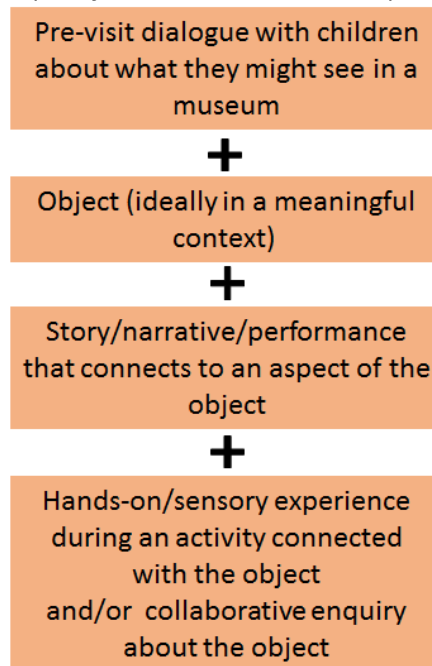 Pre-visit dialogue with children
about what they might see in a
museum
+
Object (ideally in a meaningful
context)
+
Story/narrative/performance
that connects to an aspect of the
object
+
Hands-on/sensory experience
during an activity connected
with the object
and/or collaborative enquiry
about the object